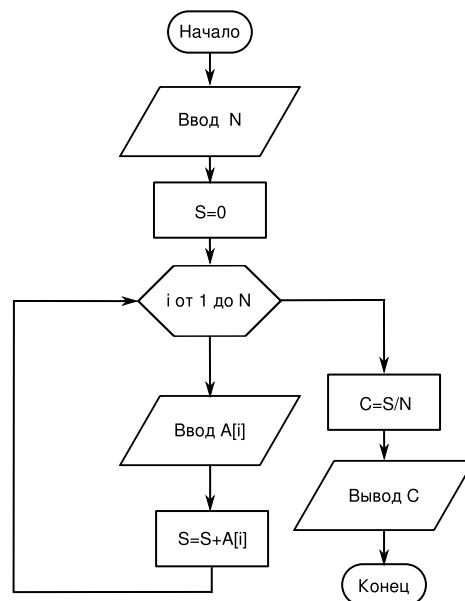 Начало
Ввод N
S=0
i от 1 до N
Ввод A[i]
S=S+A[i]
C=S/N
Вывод C
Конец